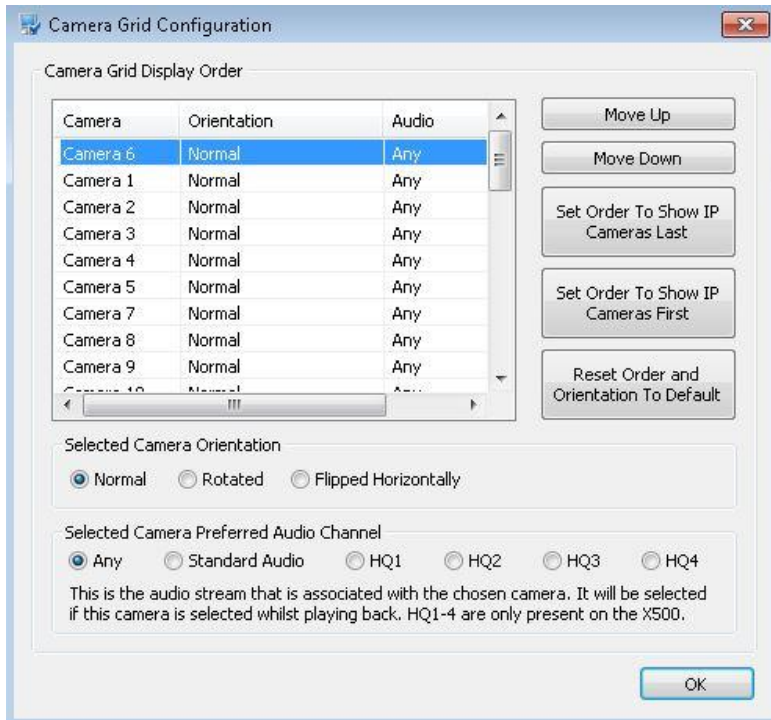 Camera Grid Configuration
Camera Grid Display Order
Camera Orientation Audio
Camera 6 Normal Any
Camera 1 Normal Any
Camera 2 Normal Any
Camera 3 Normal Any
Camera 4 Normal Any
Camera 5 Normal Any
Camera 7 Normal Any
Camera 8 Normal Any
Camera 9 Normal Any
Camera 10 Normal Any
Move Up
Move Down
Set Order To Show IP
Cameras Last
Set Order To Show IP
Cameras First
Reset Order and
Orientation To Default
Selected Camera Orientation
Normal Rotated Flipped Horizontally
Selected Camera Preferred Audio Channel
Any Standard Audio HQ1 HQ2 HQ3 HQ4
This is the audio stream that is associated with the chosen camera. It will be selected
if this camera is selected whilst playing back. HQ1-4 are only present on the X500.
OK